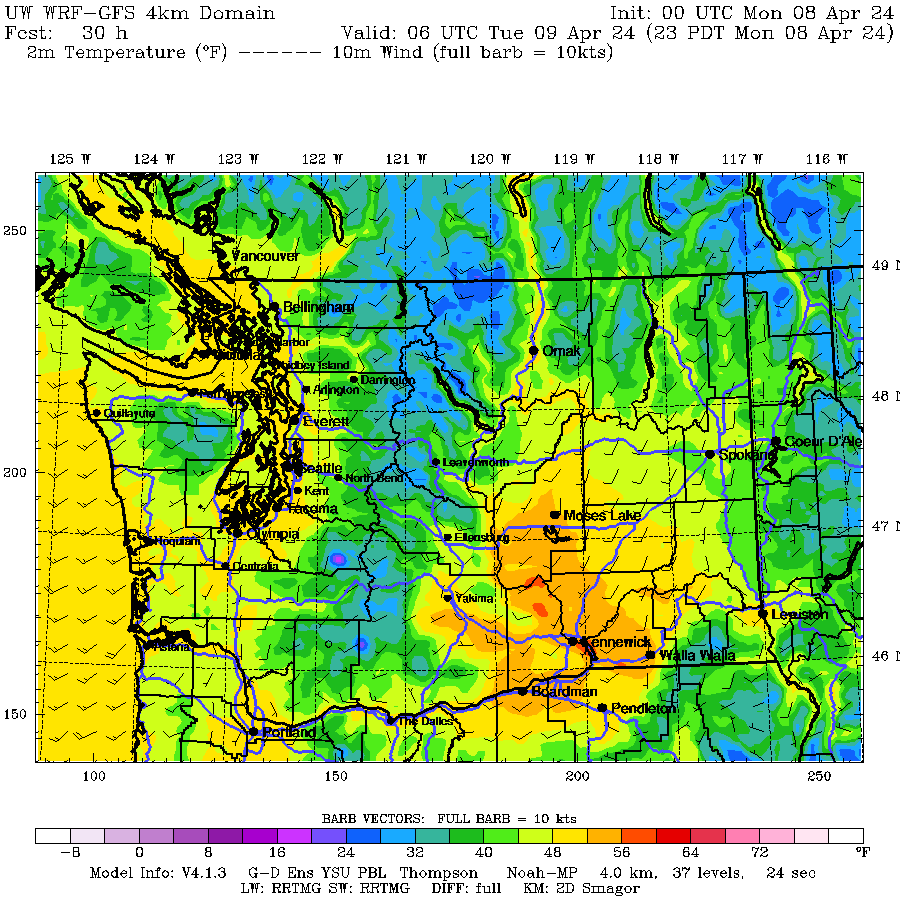 UW WRF-GFS 4km Domain Init: 00 UTC Mon 08 Apr 24
Fcst: 30 h Valid: 06 UTC Tue 09 Apr 24 (23 PDT Mon 08 Apr 24)
2m Temperature (°F) ------ 10m Wind (full barb = 10kts)
125 W 124 W 123 W 122 W 121 W 120 W 119 W 118 W 117 W 116 W
250
Vancouver
49 N
Bellingham
Harbor
Omak
Darrington
Arlington
48 N
Quillayute
Everett
Coeur D'Ale
Spokane
Leavenworth
200
Seattle
North Bend
Kent
Tacoma
Moses Lake
47 N
Olympia
Ellensburg
Hoquiam
Centralia
Yakima
Lewiston
Kennewick
Astoria
Walla Walla
46 N
Boardman
Pendleton
150
The Dalles
Portland
100 150 200 250
BARB VECTORS: FULL BARB = 10 kts
-8 0 8 16 24 32 40 48 56 64 72 °F
Model Info: V4.1.3 G-D Ens YSU PBL Thompson Noah-MP 4.0 km, 37 levels, 24 sec
LW: RRTMG SW: RRTMG DIFF: full KM: 2D Smagor